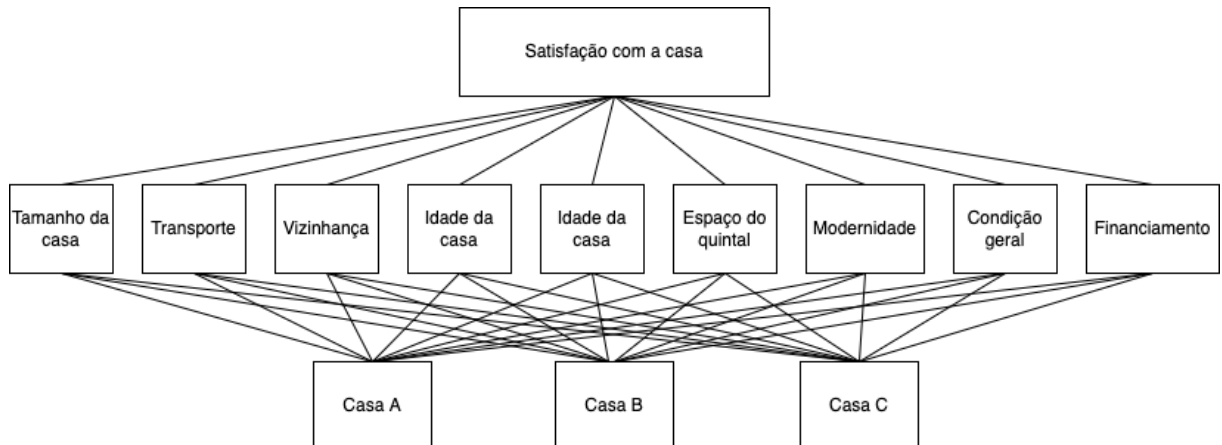 Satisfação com a casa
Tamanho da
casa
Transporte
Vizinhança
Idade da
casa
Idade da
casa
Espaço do
quintal
Modernidade
Condição
geral
Financiamento
Casa A
Casa B
Casa C